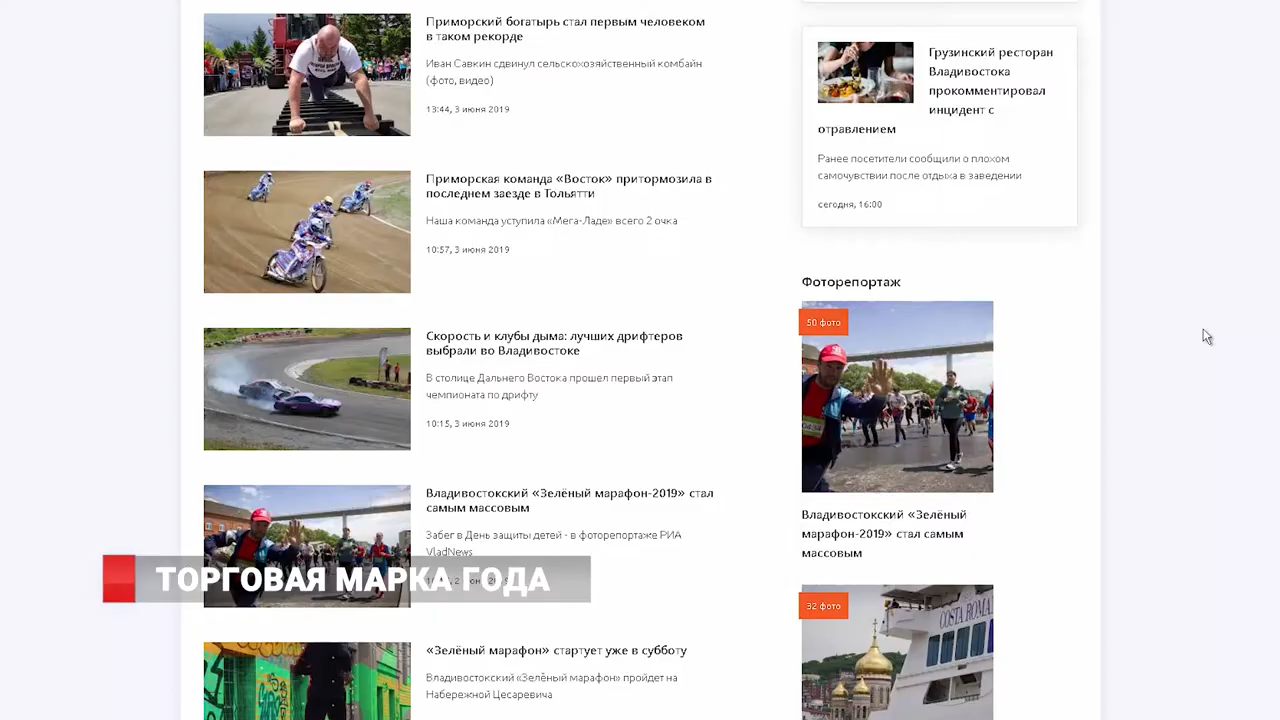 Приморский богатырь стал первым человеком
в таком рекорде
Иван Савкин сдвинул сельскохозяйственный комбайн
(фото, видео)
13:44, 3 июня 2019
Приморская команда «Восток» притормозила в
последнем заезде в Тольятти
Наша команда уступила «Мега-Ладе» всего 2 очка
10:57, 3 июня 2019
Скорость и клубы дыма: лучших дрифтеров
выбрали во Владивостоке
В столице Дальнего Востока прошел первый этап
чемпионата по дрифту
10:15, 3 июня 2019
Владивостокский «Зелёный марафон-2019» стал
самым массовым
Забег в День защиты детей - в фоторепортаже РИА
VladNews
ТОРГОВАЯ МАРКА ГОДА
«Зелёный марафон» стартует уже в субботу
Владивостокский «Зелёный марафон» пройдет на
Набережной Цесаревича
Грузинский ресторан
Владивостока
прокомментировал
инцидент с
отравлением
Ранее посетители сообщили о плохом
самочувствии после отдыха в заведении
сегодня, 16:00
Фоторепортаж
50 фото
Владивостокский «Зелёный
марафон-2019» стал самым
массовым
32 фото
COSTA ROMA